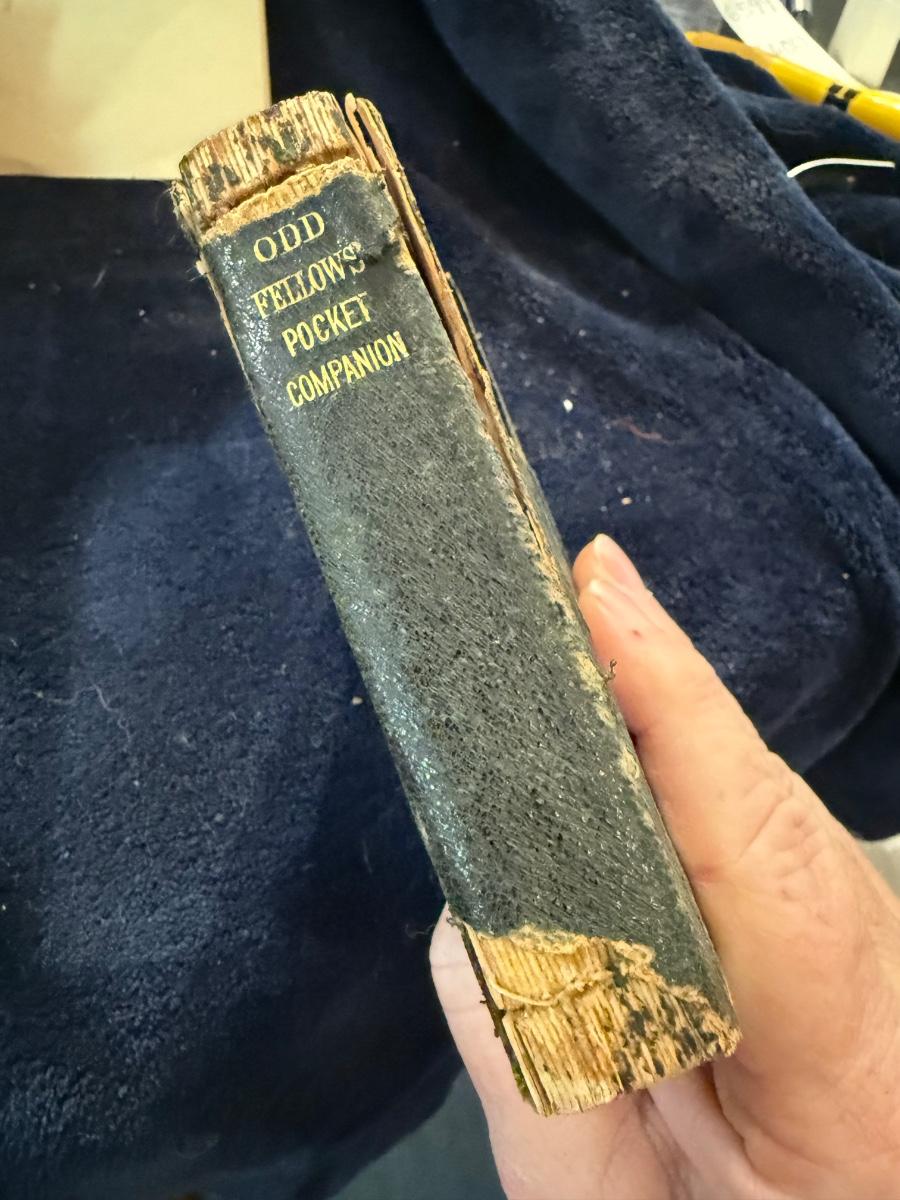 ODD
FELLOWS
POCKET
COMPANION